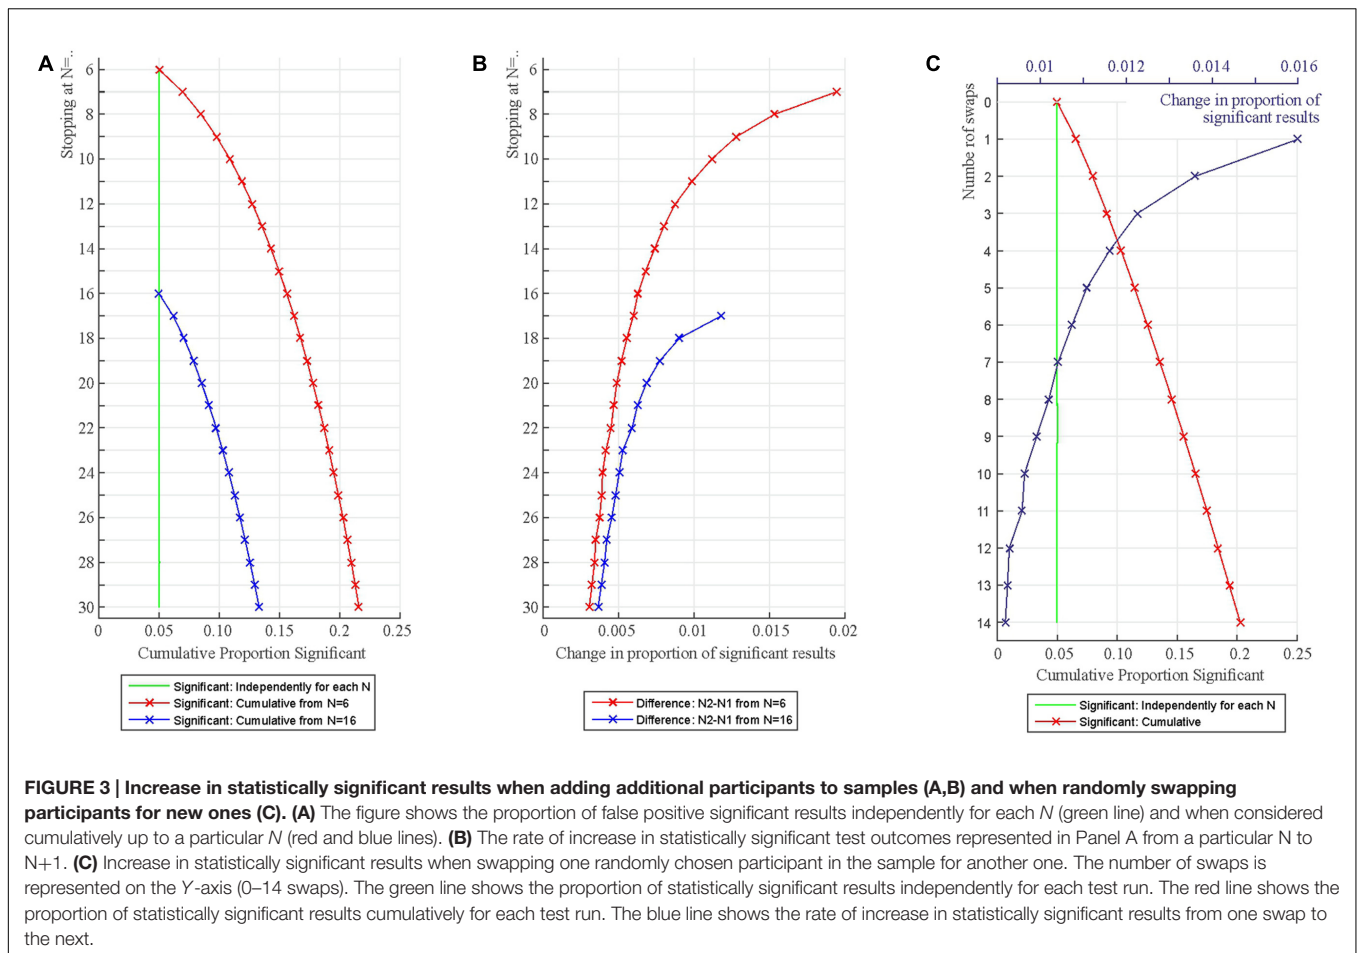 A
Stopping at N=..
6
8
10
12
14
16
18
20
22
24
26
28
30
0 0.05 0.10 0.15 0.2 0.25
Cumulative Proportion Significant
Significant: Independently for each N
Significant: Cumulative from N=6
Significant: Cumulative from N=16
B
Stopping at N=..
6
8
10
12
14
16
18
20
22
24
26
28
30
0 0.005 0.01 0.015 0.02
Change in proportion of significant results
Difference: N2-N1 from N=6
Difference: N2-N1 from N=16
C
0.01 0.012 0.014 0.016
Change in proportion of
significant results
Numbe rof swaps
0
1
2
3
4
5
6
7
8
9
10
11
12
13
14
0 0.05 0.10 0.15 0.2 0.25
Cumulative Proportion Significant
Significant: Independently for each N
Significant: Cumulative
FIGURE 3 | Increase in statistically significant results when adding additional participants to samples (A,B) and when randomly swapping
participants for new ones (C). (A) The figure shows the proportion of false positive significant results independently for each N (green line) and when considered
cumulatively up to a particular N (red and blue lines). (B) The rate of increase in statistically significant test outcomes represented in Panel A from a particular N to
N+1. (C) Increase in statistically significant results when swapping one randomly chosen participant in the sample for another one. The number of swaps is
represented on the Y-axis (0–14 swaps). The green line shows the proportion of statistically significant results independently for each test run. The red line shows the
proportion of statistically significant results cumulatively for each test run. The blue line shows the rate of increase in statistically significant results from one swap to
the next.